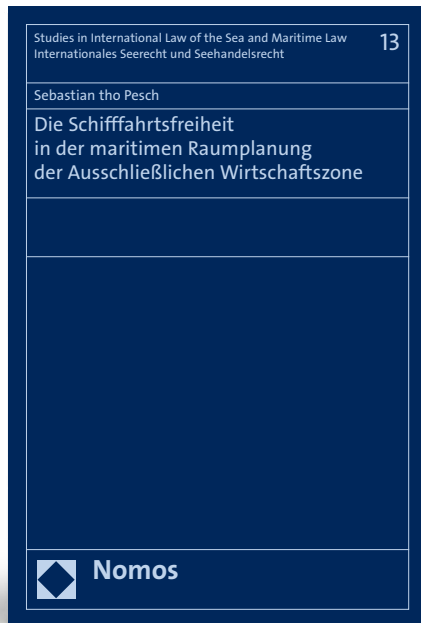 Studies in International Law of the Sea and Maritime Law
Internationales Seerecht und Seehandelsrecht
13
Sebastian tho Pesch
Die Schifffahrtsfreiheit
in der maritimen Raumplanung
der Ausschließlichen Wirtschaftszone
Nomos